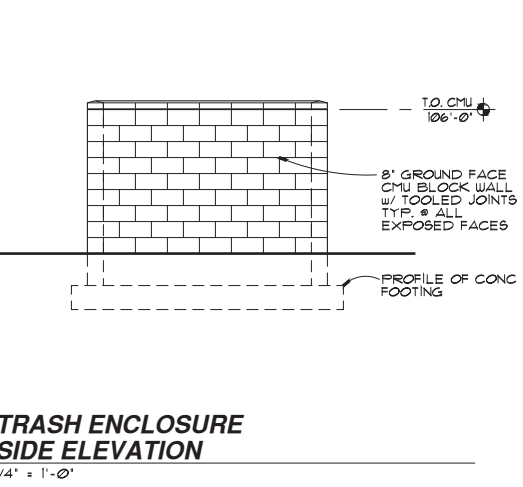 T.O. CMU
106'-0"
8" GROUND FACE
CMU BLOCK WALL
w/ TOOLED JOINTS
TYP. @ ALL
EXPOSED FACES
PROFILE OF CONC
FOOTING
TRASH ENCLOSURE
SIDE ELEVATION
/4" = 1'-0"